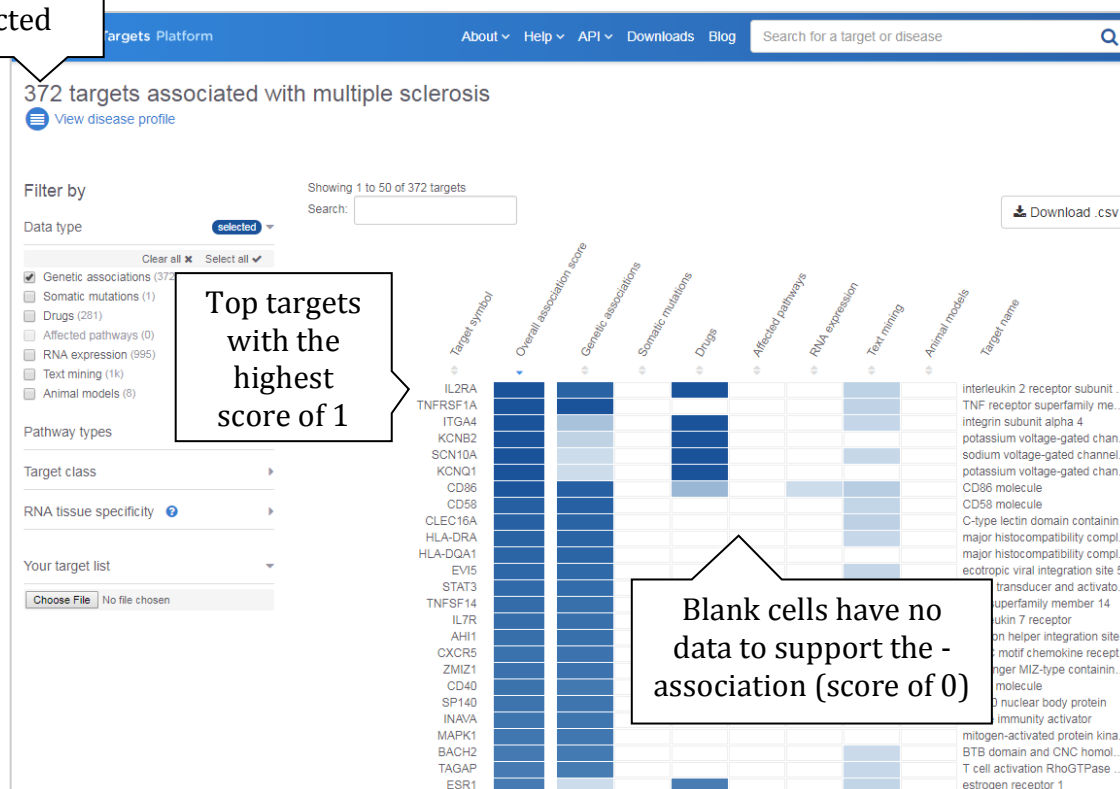 Targets Platform
About Help API Downloads Blog Search for a target or disease
372 targets associated with multiple sclerosis
View disease profile
Filter by
Showing 1 to 50 of 372 targets
Search:
Data type selected
Download .csv
Clear all ✖ Select all ✔
Genetic associations (372
Somatic mutations (1)
Drugs (281)
Affected pathways (0)
RNA expression (995)
Text mining (1k)
Animal models (8)
Pathway types
Target class
RNA tissue specificity ?
Your target list
Choose File No file chosen
Top targets
with the
highest
score of 1
Target symbol
Overall association score
Genetic associations
Somatic mutations
Drugs
Affected pathways
RNA expression
Text mining
Animal models
Target name
IL2RA interleukin 2 receptor subunit ...
TNFRSF1A TNF receptor superfamily me...
ITGA4 integrin subunit alpha 4
KCNB2 potassium voltage-gated chan.
SCN10A sodium voltage-gated channel.
KCNQ1 potassium voltage-gated chan.
CD86 CD86 molecule
CD58 CD58 molecule
CLEC16A C-type lectin domain containin
HLA-DRA major histocompatibility compl.
HLA-DQA1 major histocompatibility compl.
EVI5 ecotropic viral integration site 5
STAT3 transducer and activato.
TNFSF14 superfamily member 14
IL7R 7 receptor
AHI1 helper integration site
CXCR5 motif chemokine recept
ZMIZ1 MIZ-type containin.
CD40 molecule
SP140 nuclear body protein
INAVA immunity activator
MAPK1 mitogen-activated protein kina.
BACH2 BTB domain and CNC homol...
TAGAP T cell activation RhoGTPase ...
ESR1 estrogen receptor 1
Blank cells have no
data to support the -
association (score of 0)